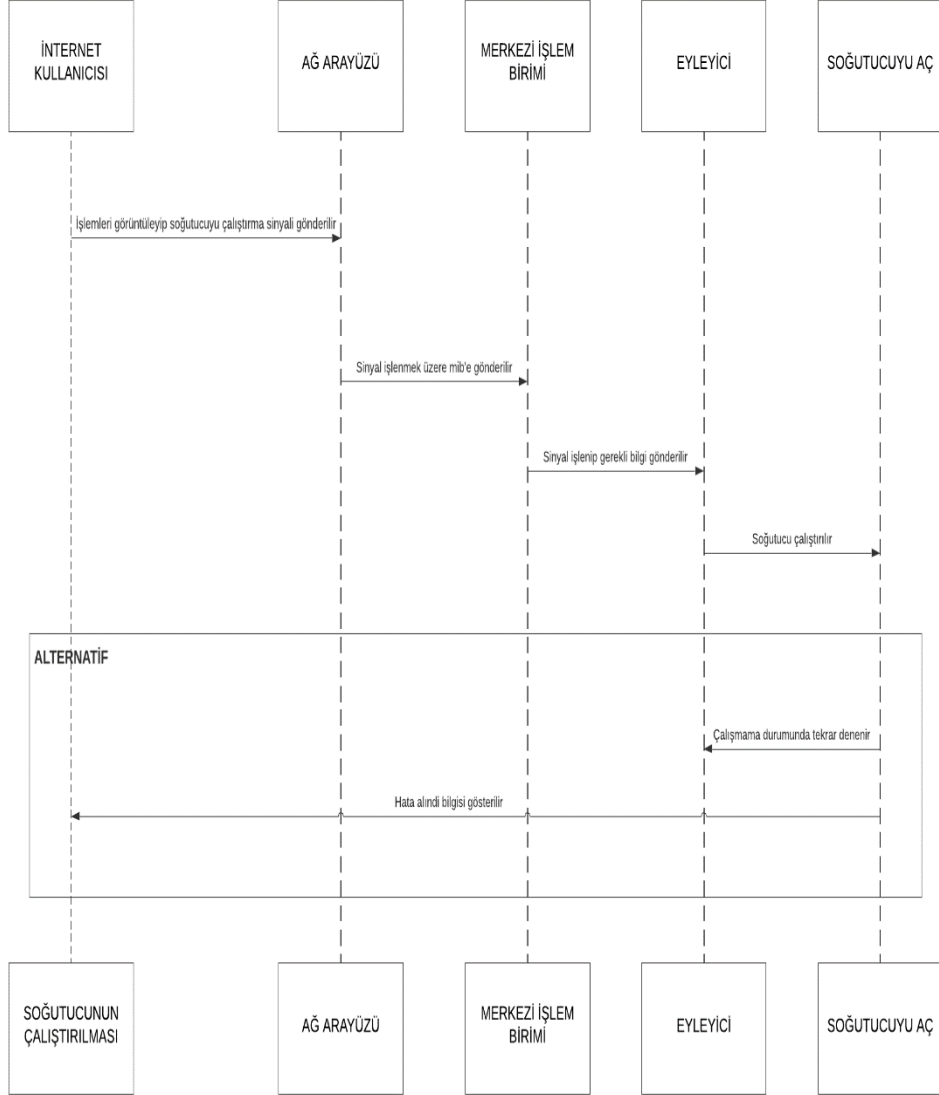 İNTERNET
KULLANICISI
AĞ ARAYÜZÜ
MERKEZİ İŞLEM
BİRİMİ
EYLEYİCİ
SOĞUTUCUYU AÇ
İşlemleri görüntüleyip soğutucuyu çalıştırma sinyali gönderilir
Sinyal işlenmek üzere mib'e gönderilir
Sinyal işlenip gerekli bilgi gönderilir
Soğutucu çalıştırılır
ALTERNATİF
Çalışmama durumunda tekrar denenir
Hata alındi bilgisi gösterilir
SOĞUTUCUNUN
ÇALIŞTIRILMASI
AĞ ARAYÜZÜ
MERKEZİ İŞLEM
BİRİMİ
EYLEYİCİ
SOĞUTUCUYU AÇ